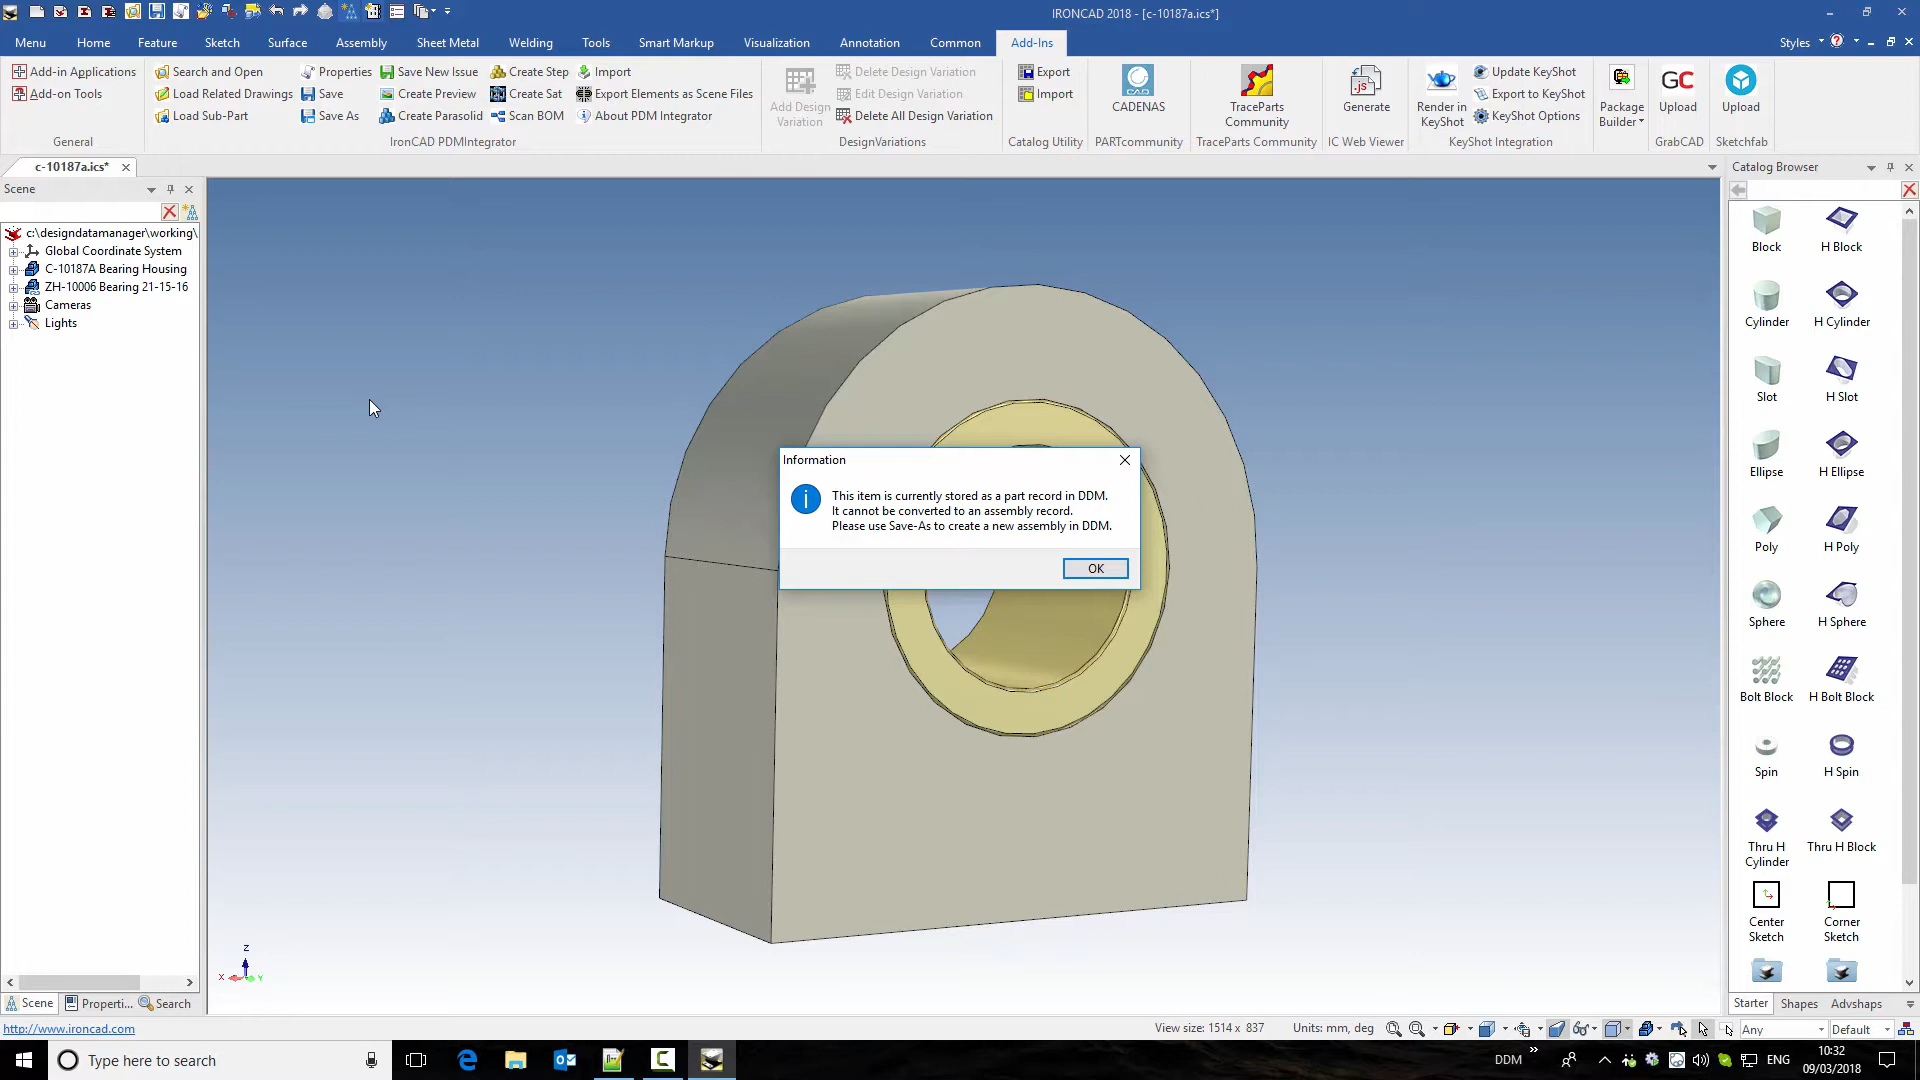 IRONCAD 2018 - [c-10187a.ics*]
Menu Home Feature Sketch Surface Assembly Sheet Metal Welding Tools Smart Markup Visualization Annotation Common Add-Ins Styles
Add-in Applications Search and Open Properties Save New Issue Create Step Import Delete Design Variation Export Update KeyShot
Add-on Tools Load Related Drawings Save Create Preview Create Sat Export Elements as Scene Files Edit Design Variation Import Export to KeyShot
Load Sub-Part Save As Create Parasolid Scan BOM About PDM Integrator Delete All Design Variation KeyShot Options
Add Design
Variation
CADENAS
TraceParts
Community
Generate
Render in
KeyShot
Package
Builder
GC
Upload
Upload
General IronCAD PDMIntegrator DesignVariations Catalog Utility PARTcommunity TraceParts Community IC Web Viewer KeyShot Integration GrabCAD Sketchfab
c-10187a.ics*
Scene
c:\designdatamanager\working\
Global Coordinate System
C-10187A Bearing Housing
ZH-10006 Bearing 21-15-16
Cameras
Lights
Information
This item is currently stored as a part record in DDM.
It cannot be converted to an assembly record.
Please use Save-As to create a new assembly in DDM.
OK
Catalog Browser
Block H Block
Cylinder H Cylinder
Slot H Slot
Ellipse H Ellipse
Poly H Poly
Sphere H Sphere
Bolt Block H Bolt Block
Spin H Spin
Thru H
Cylinder
Thru H Block
Center
Sketch
Corner
Sketch
Z
X Y
Scene Properti... Search
Starter Shapes Advshaps
http://www.ironcad.com
View size: 1514 x 837 Units: mm, deg Any Default
Type here to search
DDM
ENG
10:32
09/03/2018